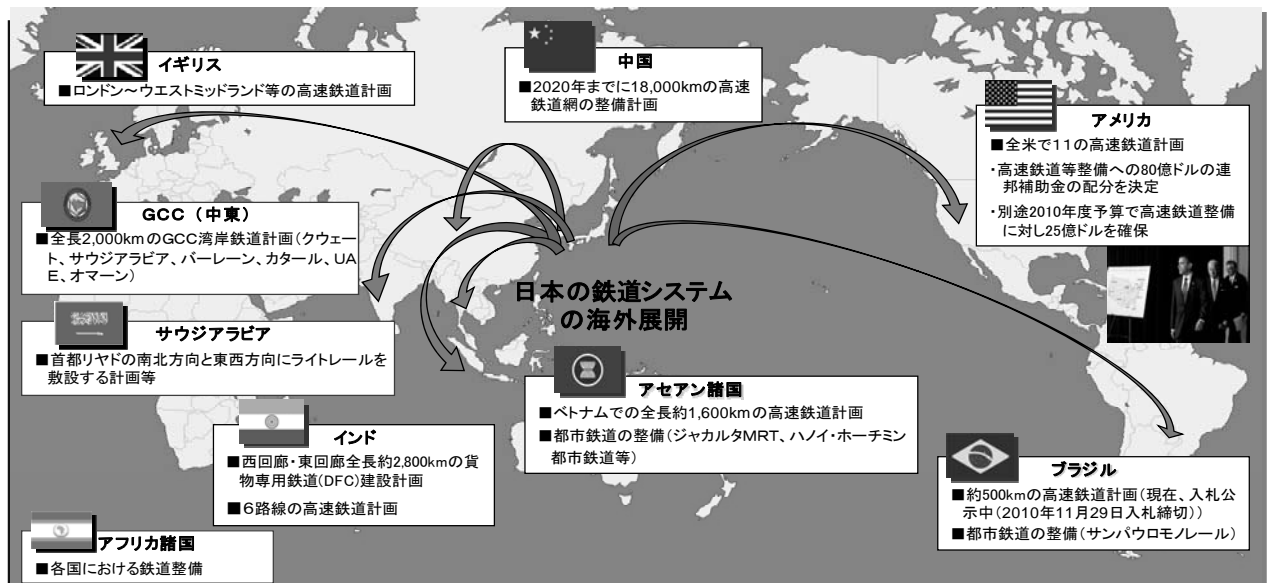 イギリス
■ロンドン～ウエストミッドランド等の高速鉄道計画
中国
■2020年までに18,000kmの高速
鉄道網の整備計画
アメリカ
■全米で11の高速鉄道計画
・高速鉄道等整備への80億ドルの連
邦補助金の配分を決定
・別途2010年度予算で高速鉄道整備
に対し25億ドルを確保
GCC（中東）
■全長2,000kmのGCC湾岸鉄道計画（クウェー
ト、サウジアラビア、バーレーン、カタール、UA
E、オマーン）
サウジアラビア
■首都リヤドの南北方向と東西方向にライトレールを
敷設する計画等
日本の鉄道システム
の海外展開
アセアン諸国
■ベトナムでの全長約1,600kmの高速鉄道計画
■都市鉄道の整備（ジャカルタMRT、ハノイ・ホーチミン
都市鉄道等）
インド
■西回廊・東回廊全長約2,800kmの貨
物専用鉄道(DFC)建設計画
■６路線の高速鉄道計画
ブラジル
■約500kmの高速鉄道計画（現在、入札公
示中（2010年11月29日入札締切））
■都市鉄道の整備（サンパウロモノレール）
アフリカ諸国
■各国における鉄道整備